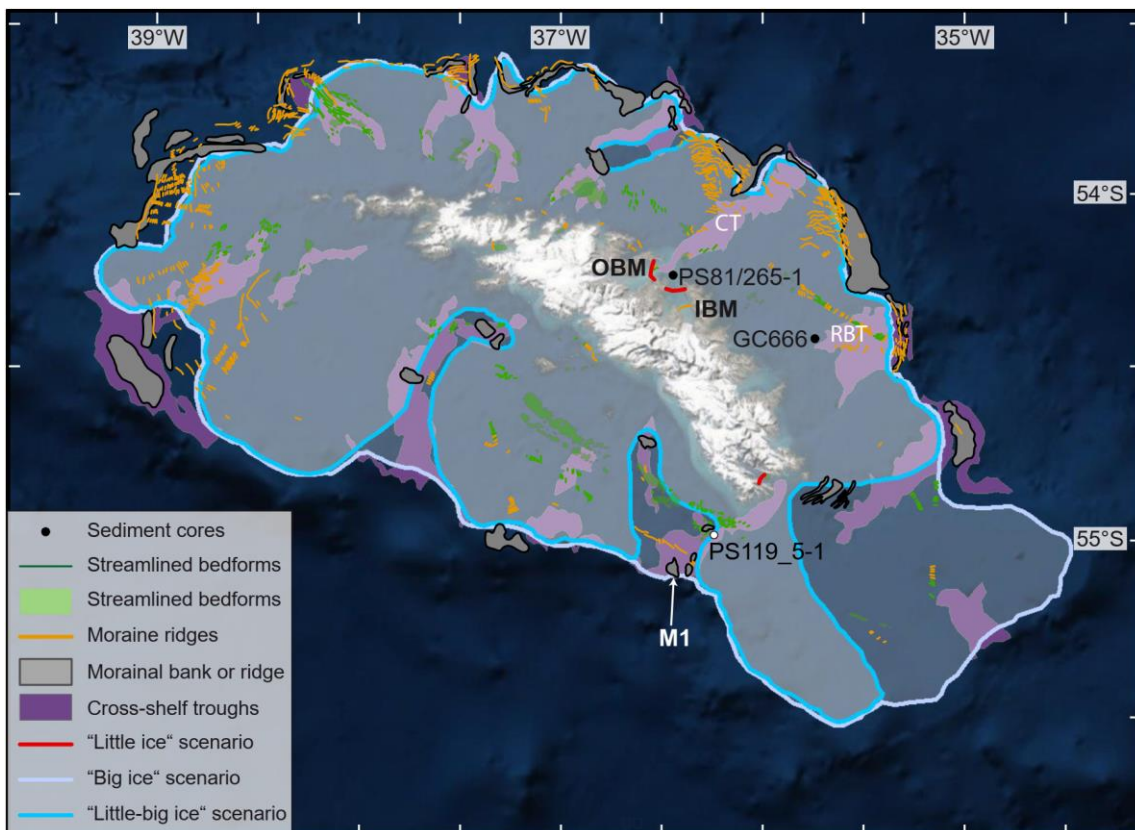 39°W
37°W
35°W
54°S
CT
OBM
PS81/265-1
IBM
GC666
RBT
55°S
PS119_5-1
M1
Sediment cores
Streamlined bedforms
Streamlined bedforms
Moraine ridges
Morainal bank or ridge
Cross-shelf troughs
"Little ice“ scenario
"Big ice“ scenario
"Little-big ice“ scenario